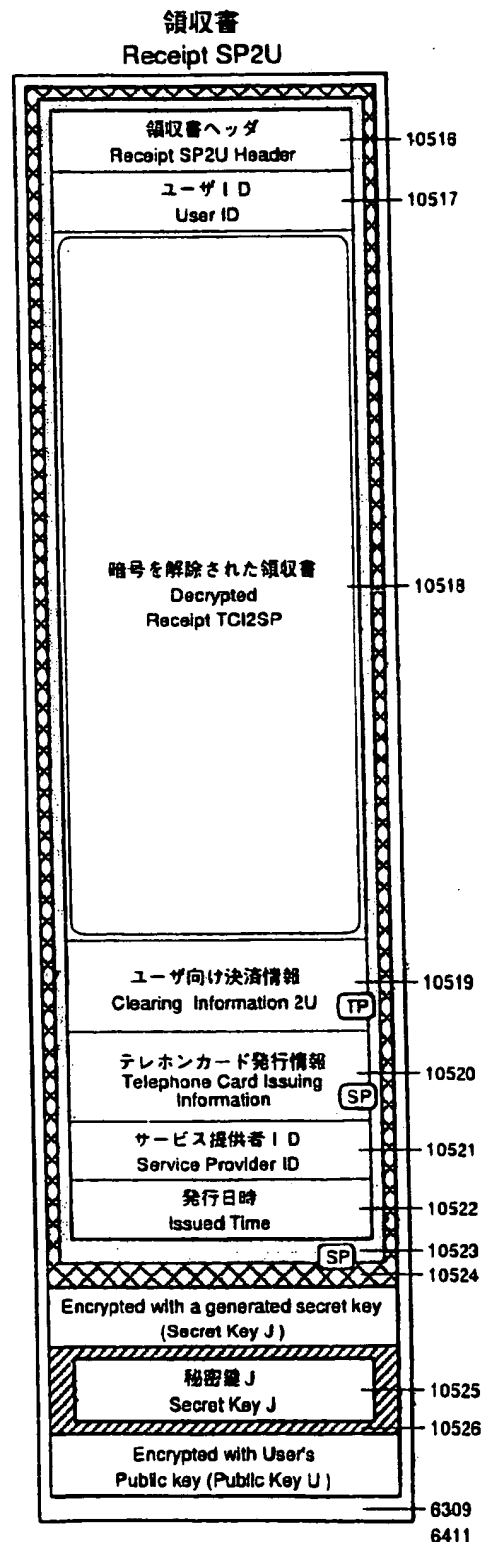 領収書
Receipt SP2U
領収書ヘッダ
Receipt SP2U Header
10516
ユーザID
User ID
10517
暗号を解除された領収書
Decrypted
Receipt TCI2SP
10518
ユーザ向け決済情報
Clearing Information 2U
TP
10519
テレホンカード発行情報
Telephone Card Issuing
Information
SP
10520
サービス提供者ID
Service Provider ID
10521
発行日時
Issued Time
10522
SP
10523
10524
Encrypted with a generated secret key
(Secret Key J)
秘密鍵J
Secret Key J
10525
10526
Encrypted with User's
Public key (Public Key U)
6309
6411